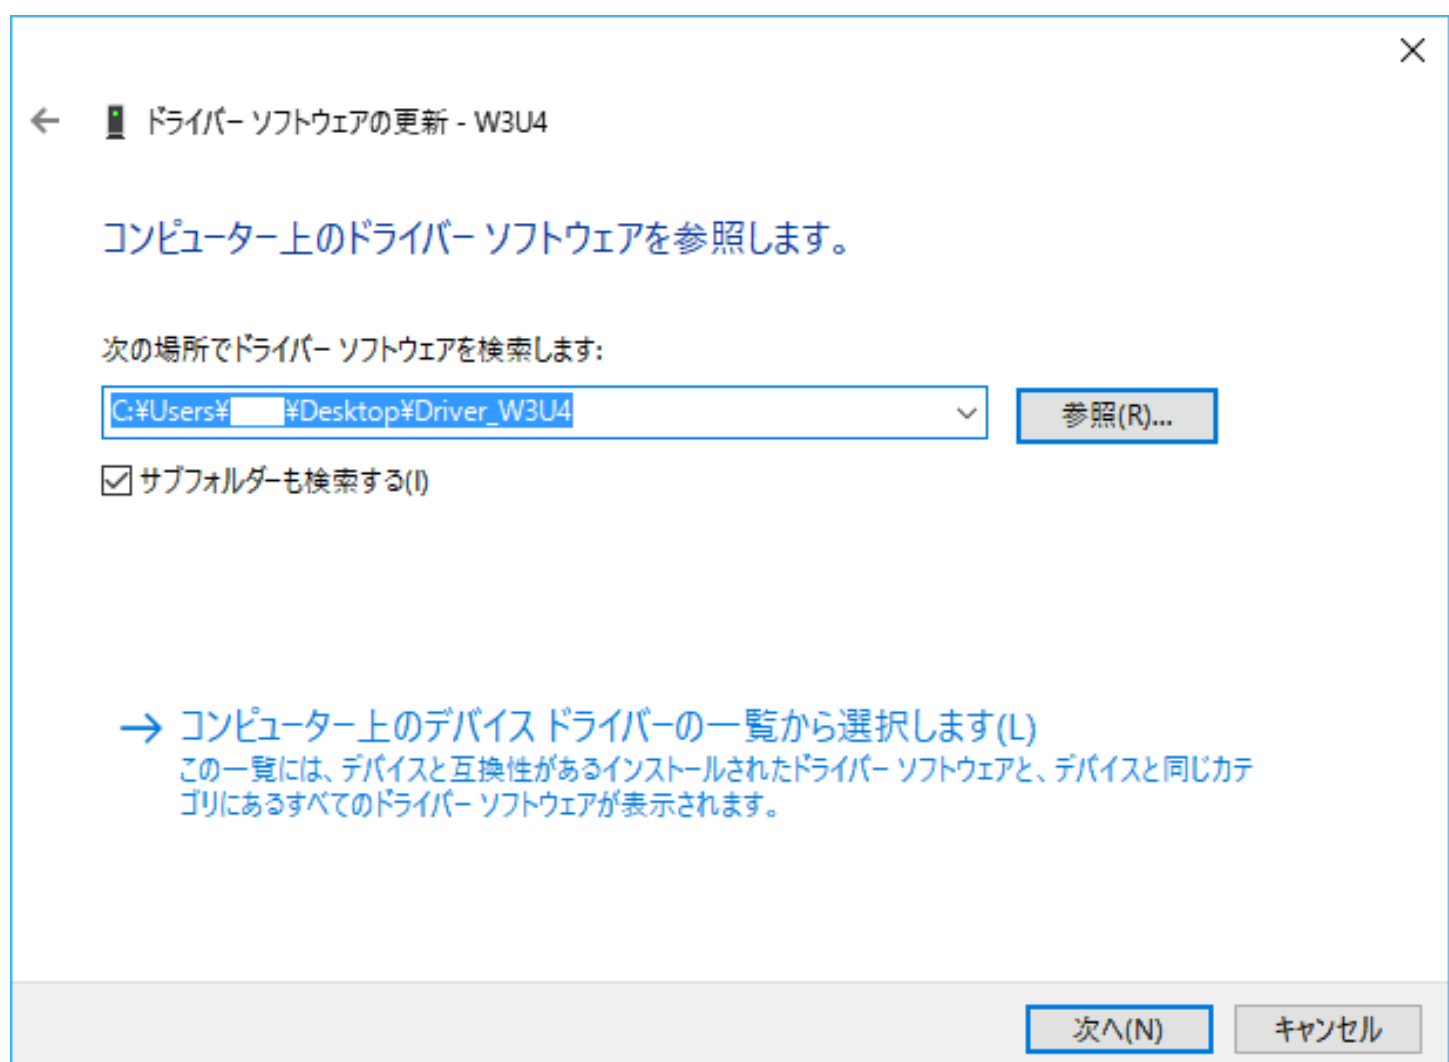 ドライバー ソフトウェアの更新 - W3U4
コンピューター上のドライバー ソフトウェアを参照します。
次の場所でドライバー ソフトウェアを検索します:
C:¥Users¥ ¥Desktop¥Driver_W3U4
参照(R)...
サブフォルダーも検索する(I)
コンピューター上のデバイス ドライバーの一覧から選択します(L)
この一覧には、デバイスと互換性があるインストールされたドライバー ソフトウェアと、デバイスと同じカテ
ゴリにあるすべてのドライバー ソフトウェアが表示されます。
次へ(N)
キャンセル